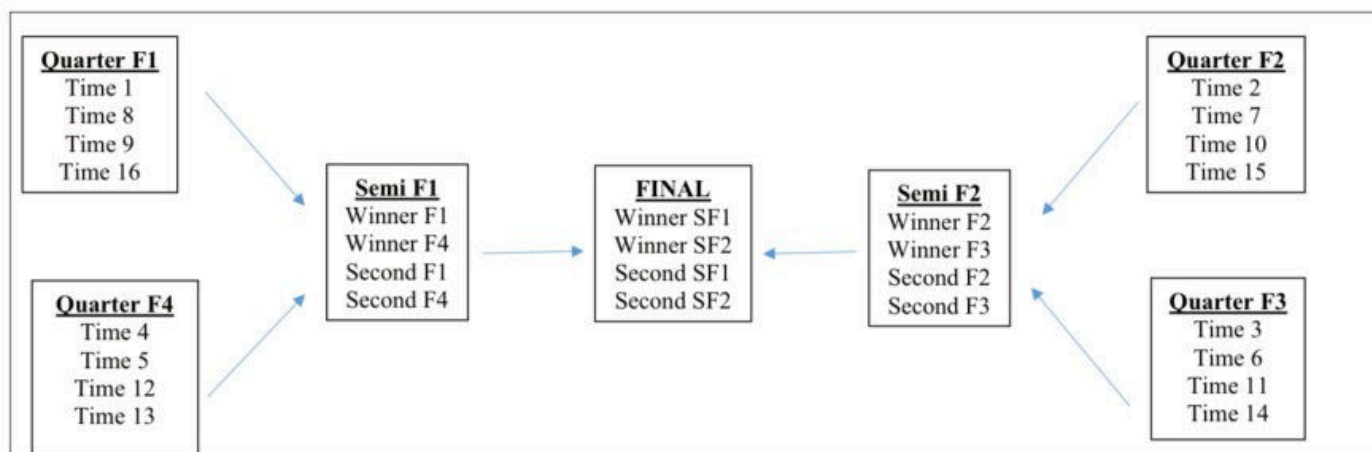 Quarter F1
Time 1
Time 8
Time 9
Time 16
Quarter F4
Time 4
Time 5
Time 12
Time 13
Semi F1
Winner F1
Winner F4
Second F1
Second F4
FINAL
Winner SF1
Winner SF2
Second SF1
Second SF2
Semi F2
Winner F2
Winner F3
Second F2
Second F3
Quarter F2
Time 2
Time 7
Time 10
Time 15
Quarter F3
Time 3
Time 6
Time 11
Time 14